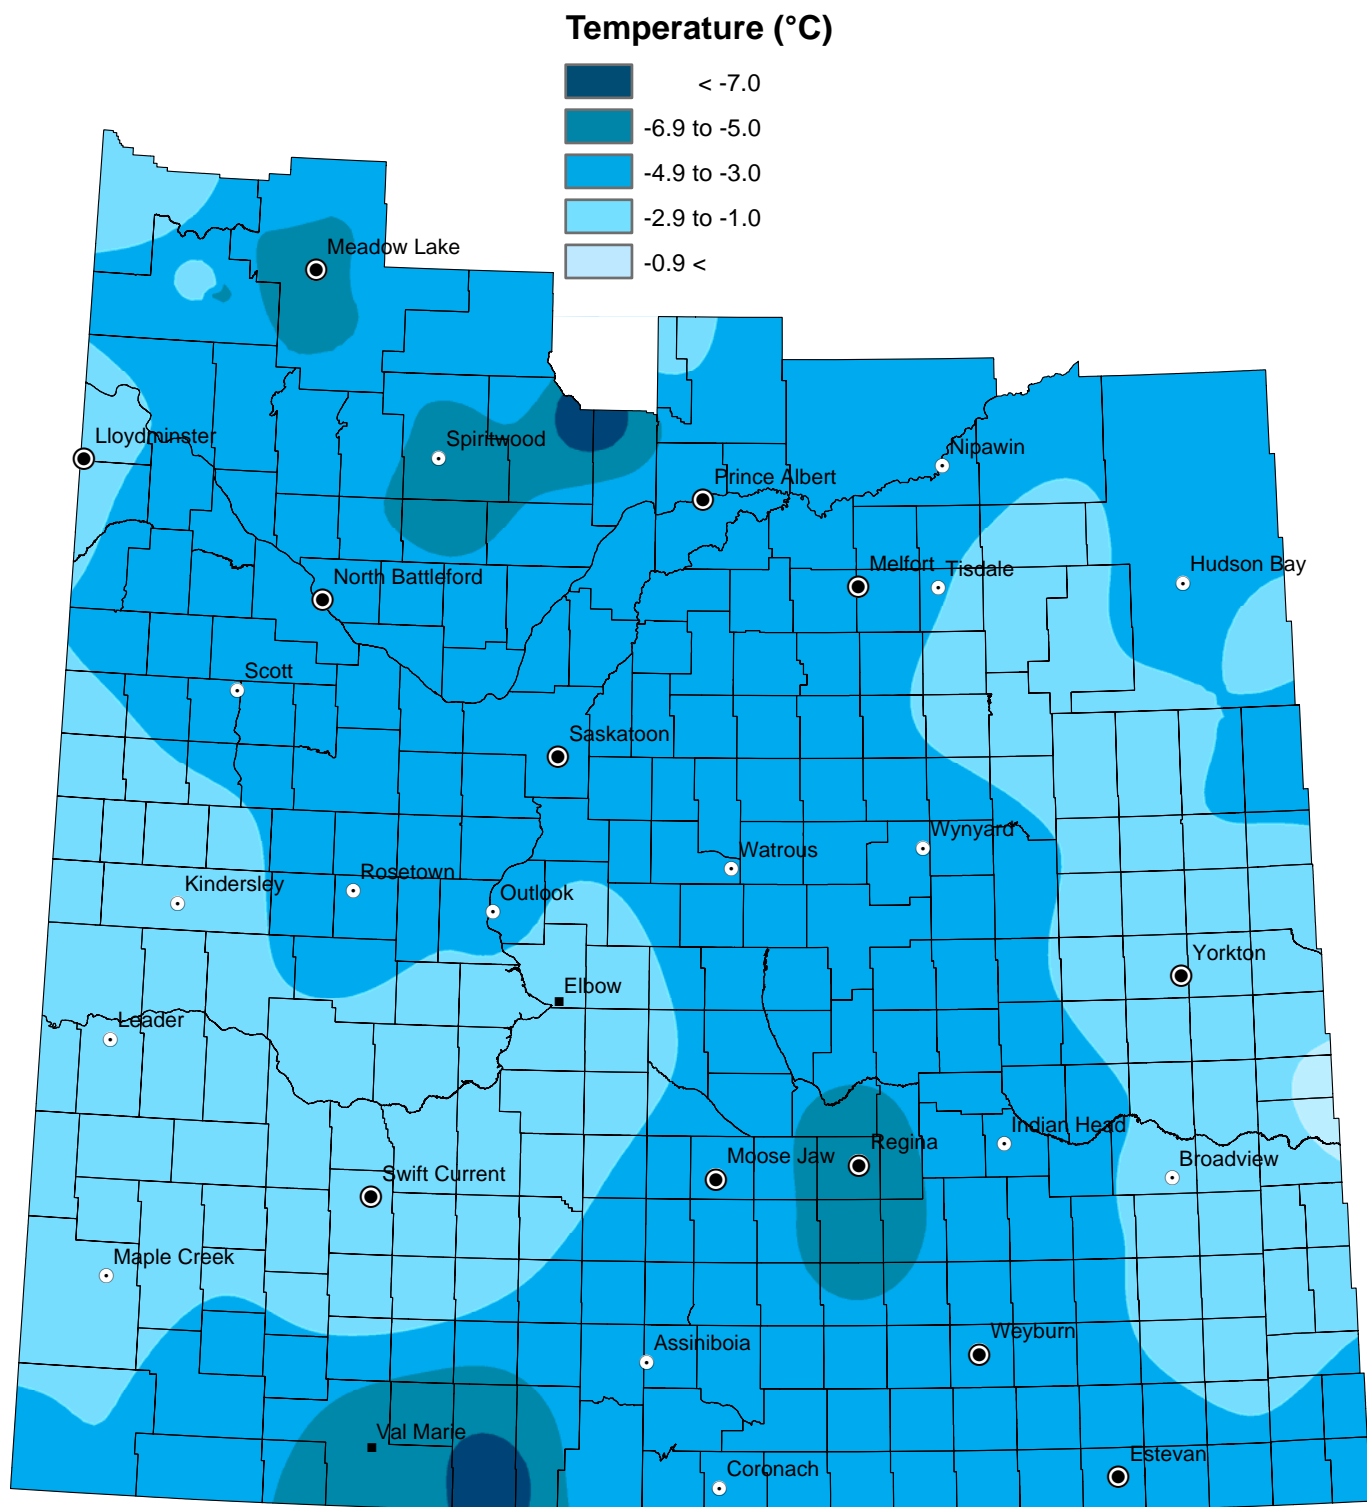 Temperature (°C)
< -7.0
-6.9 to -5.0
-4.9 to -3.0
-2.9 to -1.0
-0.9 <
Meadow Lake
Lloydminster
Spiritwood
Nipawin
Prince Albert
North Battleford
Melfort
Tisdale
Hudson Bay
Scott
Saskatoon
Wynyard
Watrous
Kindersley
Rosetown
Outlook
Yorkton
Elbow
Leader
Indian Head
Regina
Moose Jaw
Broadview
Swift Current
Maple Creek
Weyburn
Assiniboia
Val Marie
Estevan
Coronach